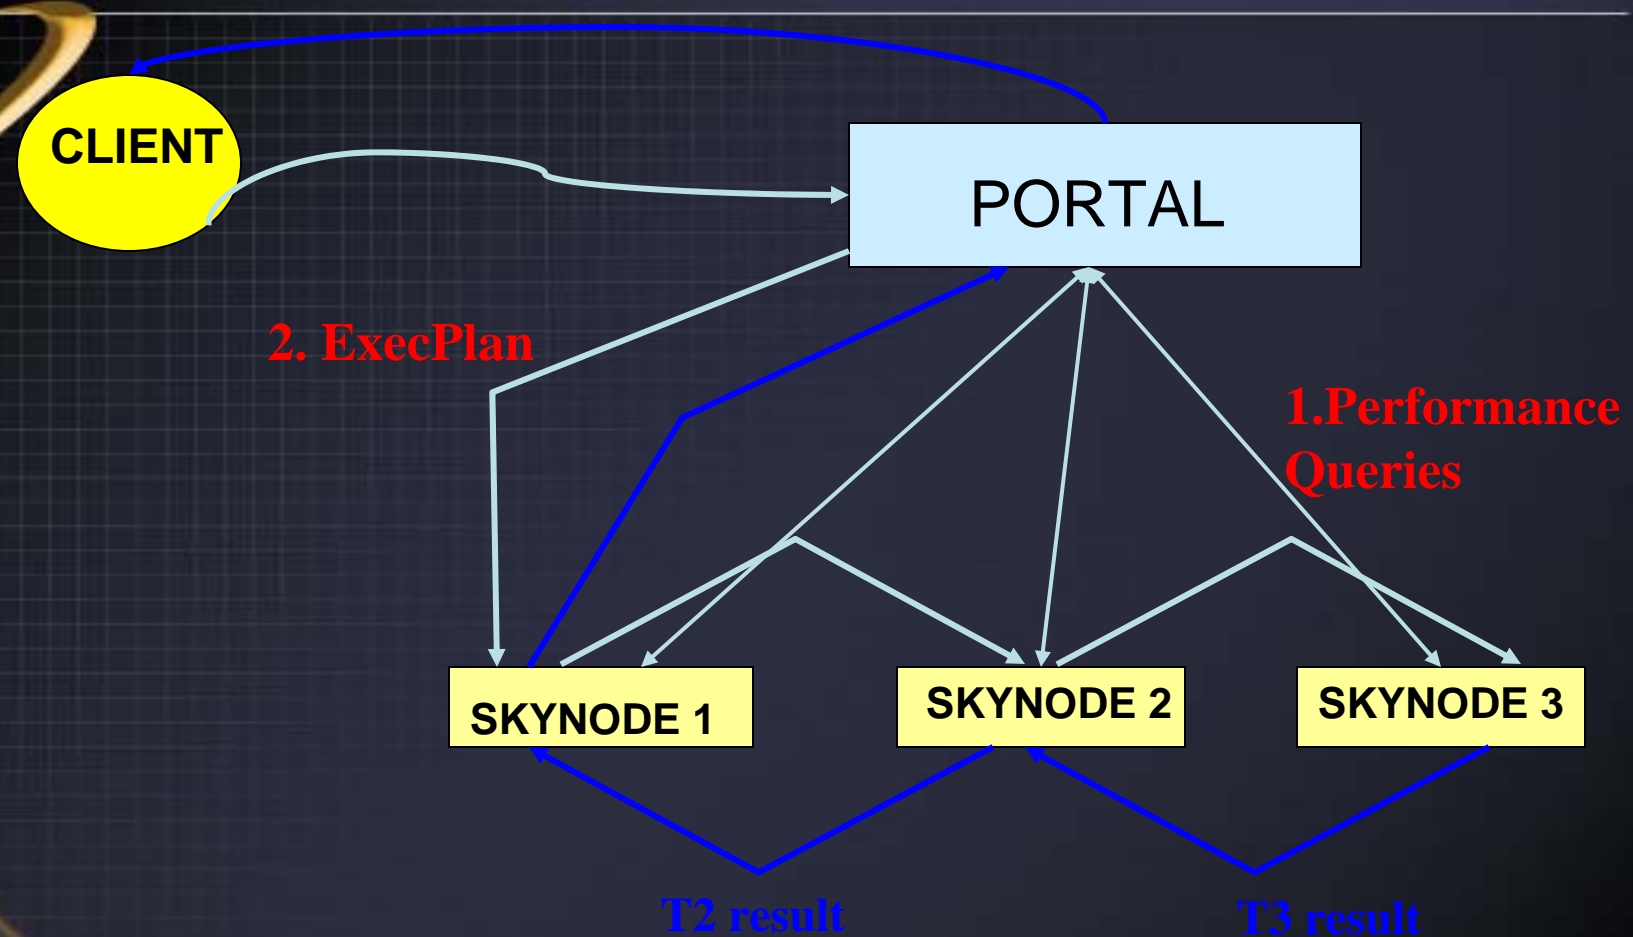 CLIENT
PORTAL
2. ExecPlan
1.Performance
Queries
SKYNODE 1
SKYNODE 2
SKYNODE 3
T2 result
T3 result